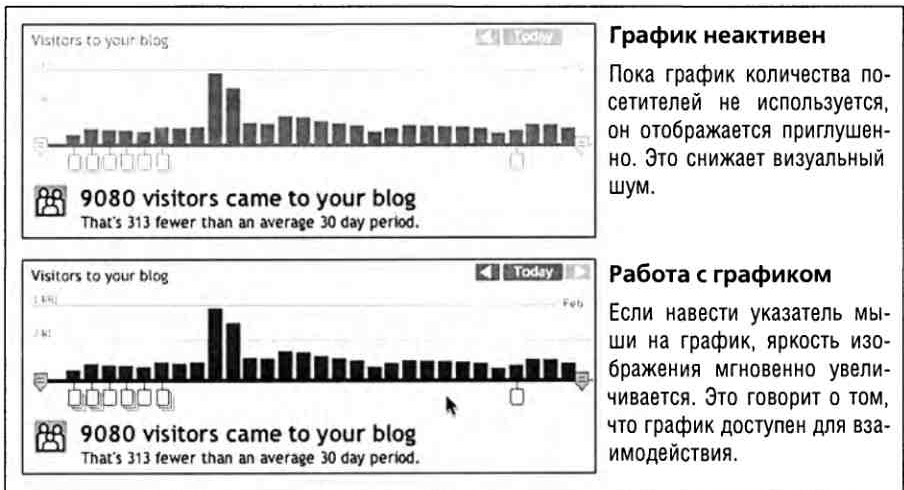 Visitors to your blog
Today
9080 visitors came to your blog
That's 313 fewer than an average 30 day period.
График неактивен
Пока график количества по-
сетителей не используется,
он отображается приглушен-
но. Это снижает визуальный
шум.
Visitors to your blog
Today
Feb
9080 visitors came to your blog
That's 313 fewer than an average 30 day period.
Работа с графиком
Если навести указатель мы-
ши на график, яркость изо-
бражения мгновенно увели-
чивается. Это говорит о том,
что график доступен для вза-
имодействия.